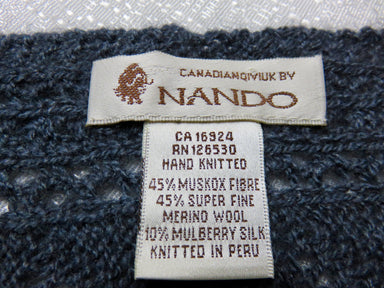 CANADIANQIVIUK BY
NANDO
CA 16924
RN 126530
HAND KNITTED
45% MUSKOX FIBRE
45% SUPER FINE
MERINO WOOL
10% MULBERRY SILK
KNITTED IN PERU